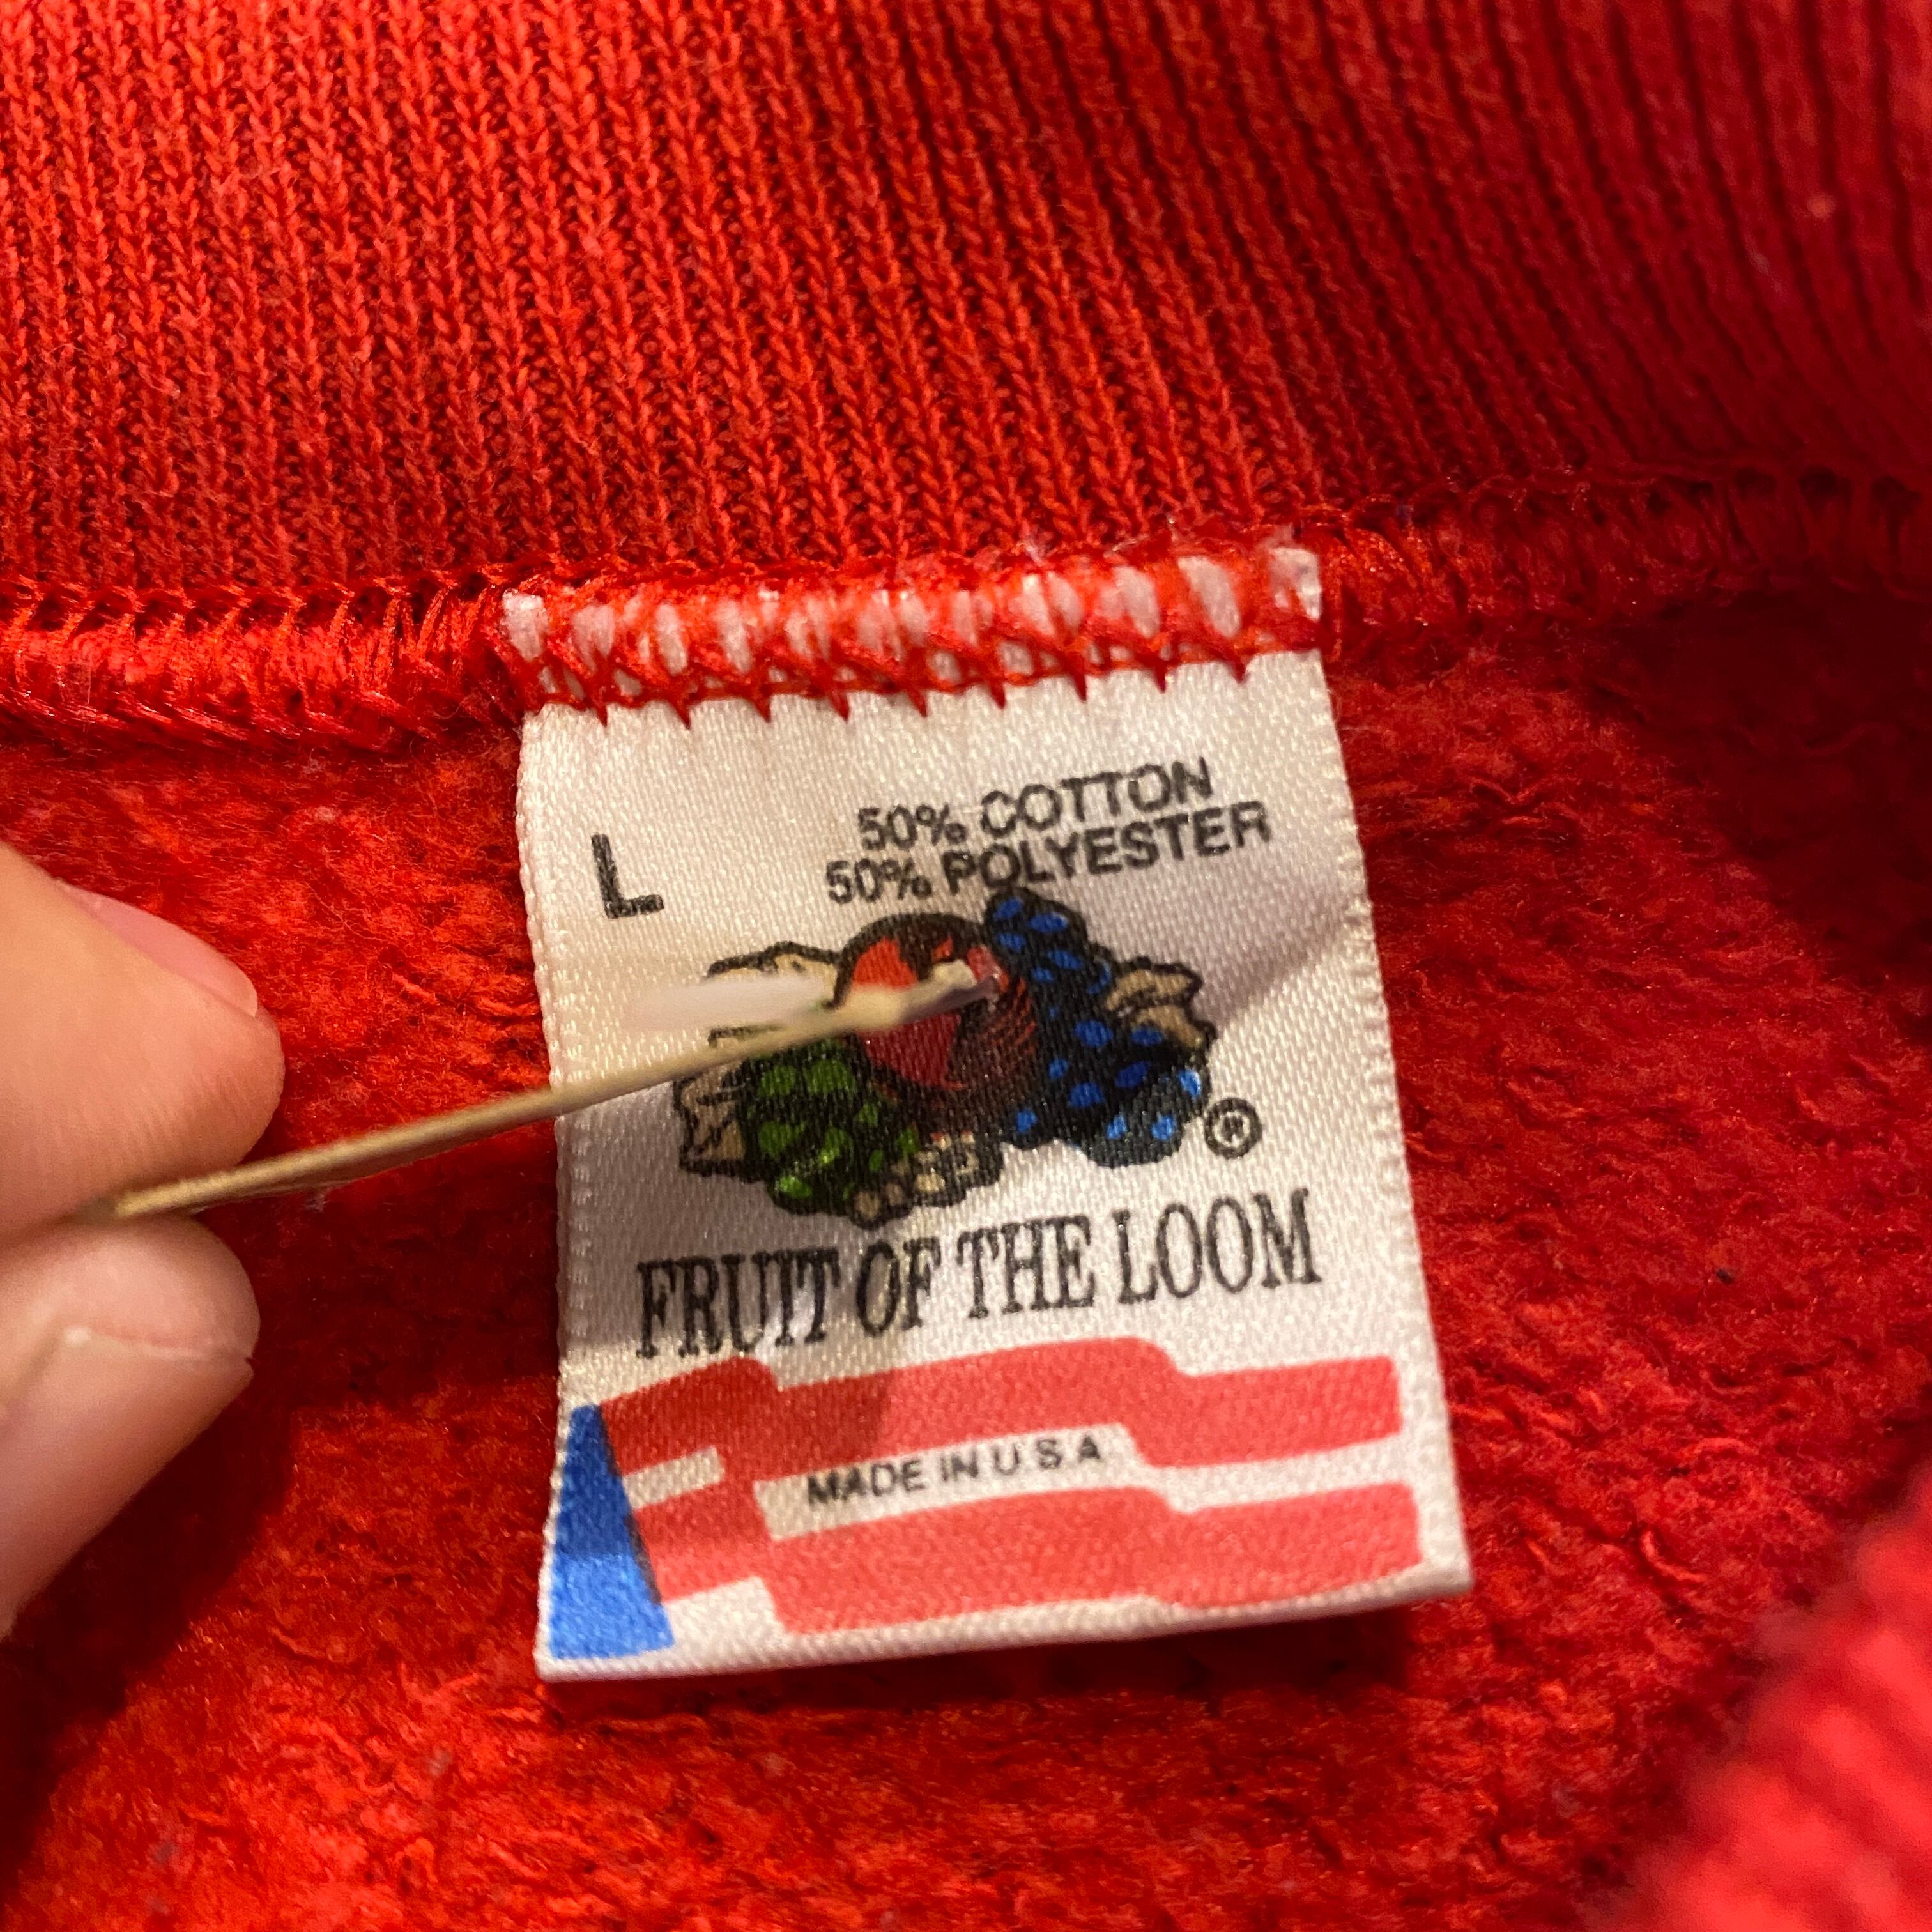 L
50% COTTON
50% POLYESTER
®
FRUIT OF THE LOOM
MADE IN U S A